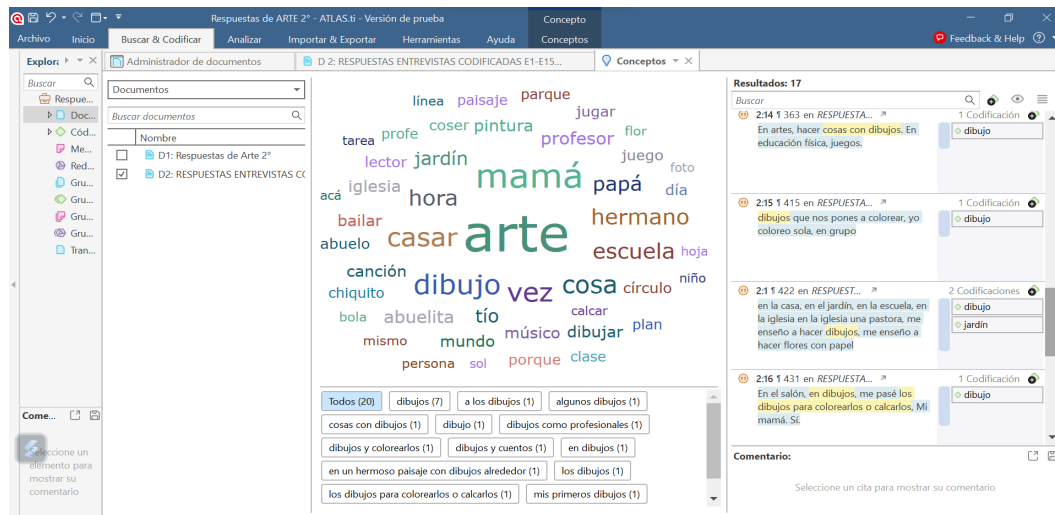 Respuestas de ARTE 2° - ATLAS.ti - Versión de prueba
Concepto
Archivo Inicio Buscar & Codificar Analizar Importar & Exportar Herramientas Ayuda Conceptos
Feedback & Help
Administrador de documentos
D 2: RESPUESTAS ENTREVISTAS CODIFICADAS E1-E15...
Conceptos
Buscar
Respue...
Doc...
Cód...
Me...
Red...
Gru...
Gru...
Gru...
Gru...
Tran...
Come...
Seleccione un
elemento para
mostrar su
comentario
Documentos
Buscar documentos
Nombre
D1: Respuestas de Arte 2°
D2: RESPUESTAS ENTREVISTAS CO
línea paisaje parque
jugar
tarea profe coser pintura profesor flor
lector jardín juego
mamá foto
acá iglesia hora papá día
bailar hermano
abuelo casar arte escuela hoja
canción
chiquito dibujo vez cosa círculo niño
bola abuelita tío calcar
mismo mundo músico dibujar plan
persona sol porque clase
Todos (20) dibujos (7) a los dibujos (1) algunos dibujos (1)
cosas con dibujos (1) dibujo (1) dibujos como profesionales (1)
dibujos y colorearlos (1) dibujos y cuentos (1) en dibujos (1)
en un hermoso paisaje con dibujos alrededor (1) los dibujos (1)
los dibujos para colorearlos o calcarlos (1) mis primeros dibujos (1)
Resultados: 17
Buscar
2:14 ¶ 363 en RESPUESTA... 1 Codificación
En artes, hacer cosas con dibujos. En
educación física, juegos.
dibujo
2:15 ¶ 415 en RESPUESTA... 1 Codificación
dibujos que nos pones a colorear, yo
coloreo sola, en grupo
dibujo
2:1 ¶ 422 en RESPUEST... 2 Codificaciones
en la casa, en el jardín, en la escuela, en
la iglesia en la iglesia una pastora, me
enseño a hacer dibujos, me enseño a
hacer flores con papel
dibujo
jardín
2:16 ¶ 431 en RESPUESTA... 1 Codificación
En el salón, en dibujos, me pasé los
dibujos para colorearlos o calcarlos, Mi
mamá. Sí.
dibujo
Comentario:
Seleccione un cita para mostrar su comentario